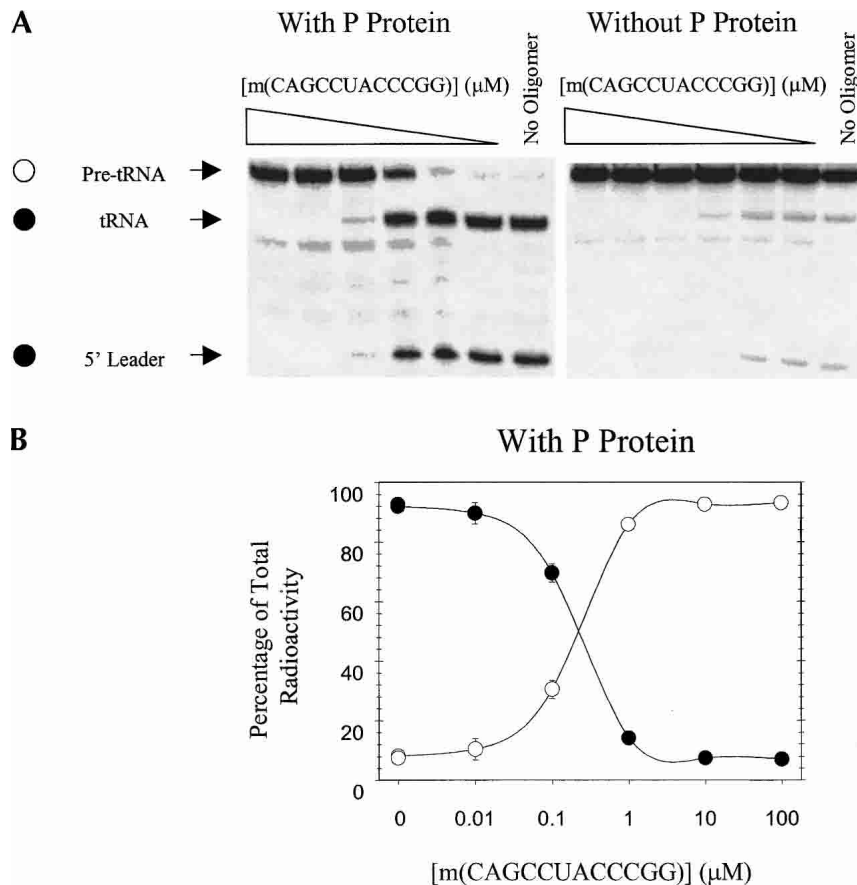 A
With P Protein
Without P Protein
[m(CAGCCUACCCGG)] (μM)
No Oligomer
[m(CAGCCUACCCGG)] (μM)
No Oligomer
Pre-tRNA
tRNA
5' Leader
B
With P Protein
Percentage of Total
Radioactivity
100
80
60
40
20
0
0 0.01 0.1 1 10 100
[m(CAGCCUACCCGG)] (μM)